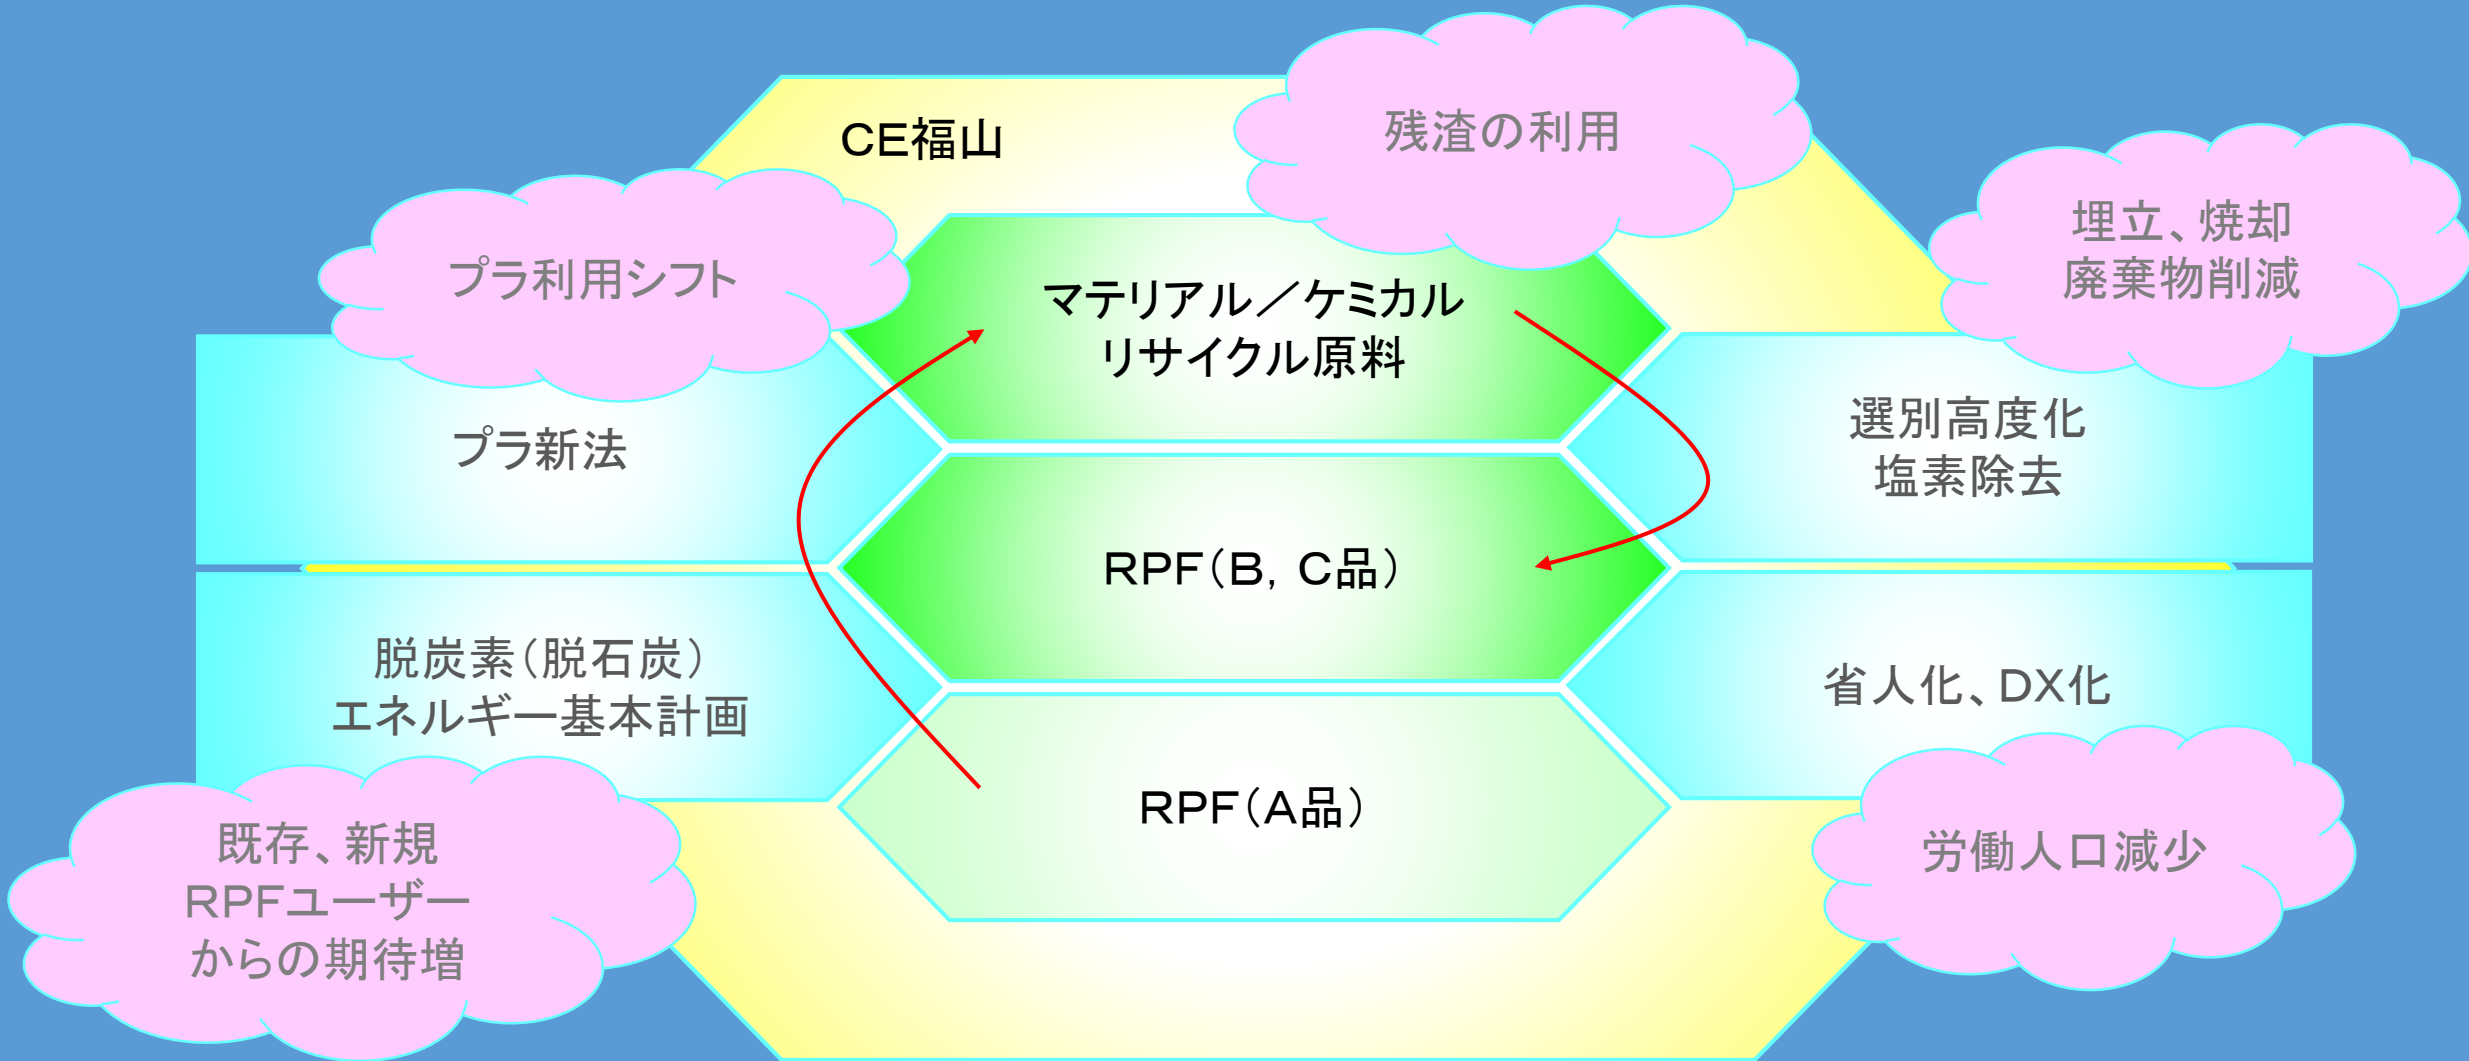 CE福山
残渣の利用
埋立、焼却
廃棄物削減
プラ利用シフト
マテリアル／ケミカル
リサイクル原料
プラ新法
選別高度化
塩素除去
RPF（B，C品）
脱炭素（脱石炭）
エネルギー基本計画
省人化、DX化
RPF（A品）
既存、新規
RPFユーザー
からの期待増
労働人口減少